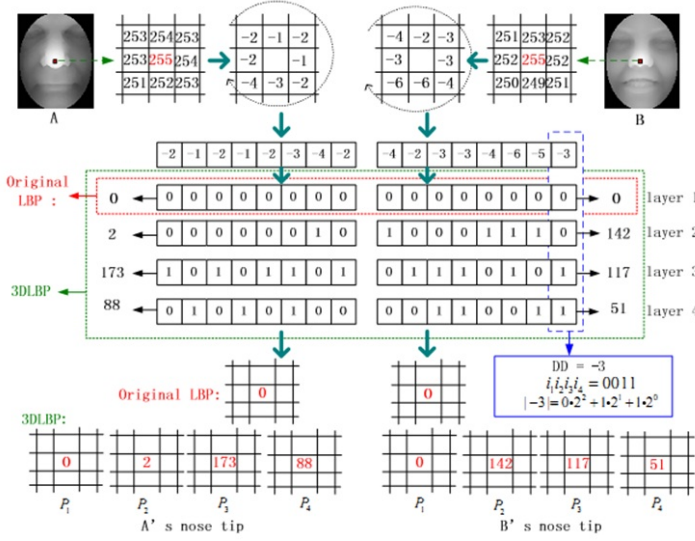 253 254 253 -2 -1 -2 -4 -2 -3 251 253 252
253 255 254 -2 -1 -3 -3 252 255 252
251 252 253 -4 -3 -2 -6 -6 -4 250 249 251
A B
-2 -1 -2 -1 -2 -3 -4 -2 -4 -2 -3 -3 -4 -6 -5 -3
Original
LBP :
0 0 0 0 0 0 0 0 0 0 0 0 0 0 0 0 0 0 layer 1
2 0 0 0 0 0 0 1 0 1 0 0 0 1 1 1 0 142 layer 2
173 1 0 1 0 1 1 0 1 0 1 1 1 0 1 0 1 117 layer 3
3DLBP
88 0 1 0 1 0 1 0 0 0 0 1 1 0 0 1 1 51 layer 4
DD = -3
i₁i₂i₃i₄ = 0011
|-3|= 0•2² + 1•2¹ + 1•2⁰
Original LBP: 0 0
3DLBP:
0 2 173 88 0 142 117 51
P₁ P₂ P₃ P₄ P₁ P₂ P₃ P₄
A's nose tip B's nose tip